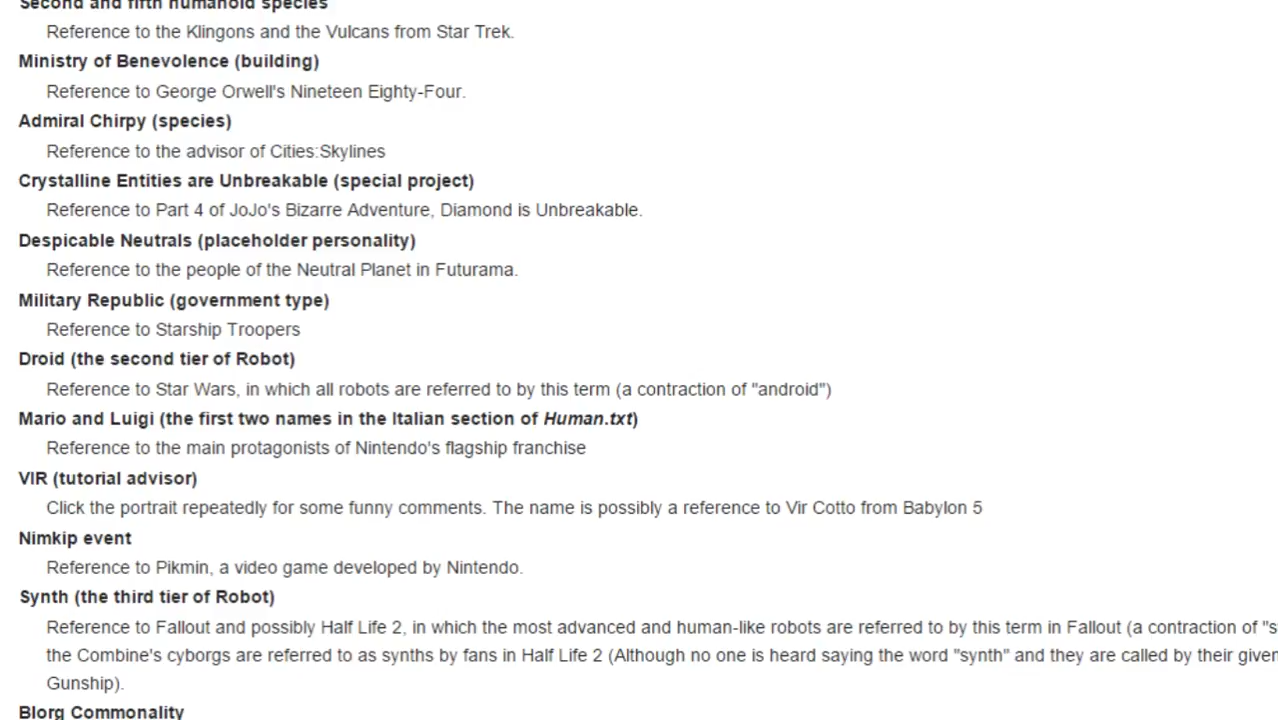 Second and fifth humanoid species
Reference to the Klingons and the Vulcans from Star Trek.
Ministry of Benevolence (building)
Reference to George Orwell's Nineteen Eighty-Four.
Admiral Chirpy (species)
Reference to the advisor of Cities:Skylines
Crystalline Entities are Unbreakable (special project)
Reference to Part 4 of JoJo's Bizarre Adventure, Diamond is Unbreakable.
Despicable Neutrals (placeholder personality)
Reference to the people of the Neutral Planet in Futurama.
Military Republic (government type)
Reference to Starship Troopers
Droid (the second tier of Robot)
Reference to Star Wars, in which all robots are referred to by this term (a contraction of "android")
Mario and Luigi (the first two names in the Italian section of Human.txt)
Reference to the main protagonists of Nintendo's flagship franchise
VIR (tutorial advisor)
Click the portrait repeatedly for some funny comments. The name is possibly a reference to Vir Cotto from Babylon 5
Nimkip event
Reference to Pikmin, a video game developed by Nintendo.
Synth (the third tier of Robot)
Reference to Fallout and possibly Half Life 2, in which the most advanced and human-like robots are referred to by this term in Fallout (a contraction of "s
the Combine's cyborgs are referred to as synths by fans in Half Life 2 (Although no one is heard saying the word "synth" and they are called by their given
Gunship).
Blorg Commonality